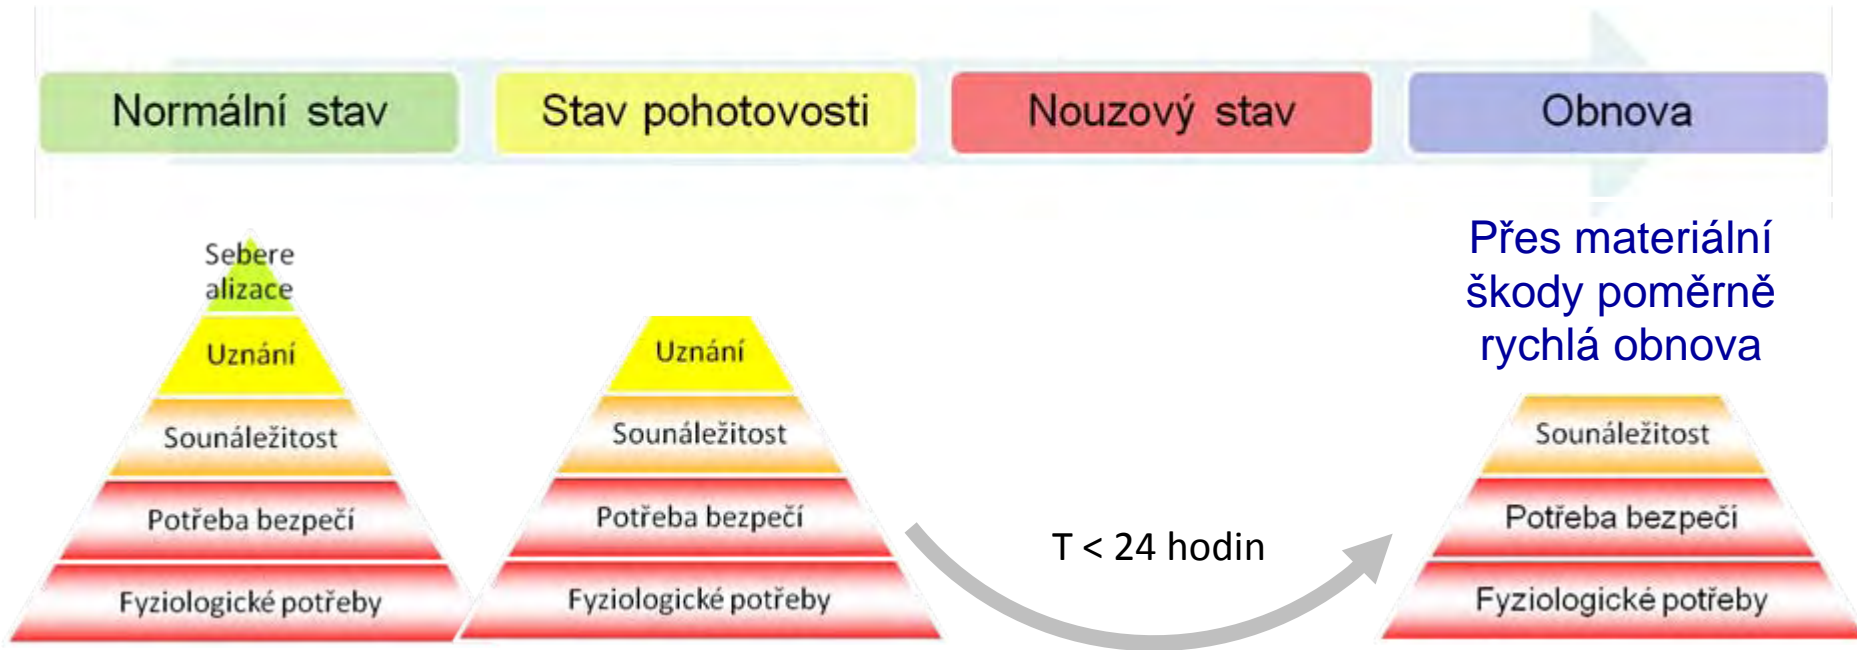 Normální stav
Stav pohotovosti
Nouzový stav
Obnova
Sebere
alizace
Uznání
Sounáležitost
Potřeba bezpečí
Fyziologické potřeby
Uznání
Sounáležitost
Potřeba bezpečí
Fyziologické potřeby
T < 24 hodin
Přes materiální
škody poměrně
rychlá obnova
Sounáležitost
Potřeba bezpečí
Fyziologické potřeby